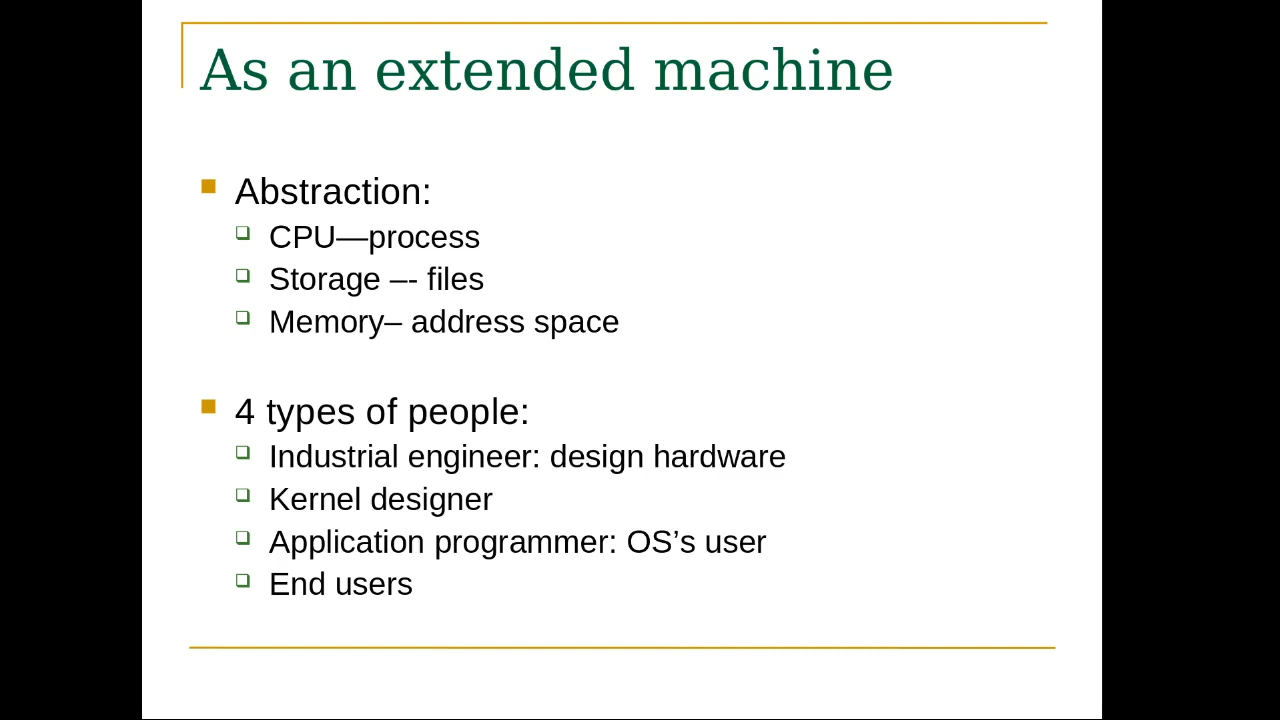 As an extended machine
Abstraction:
CPU—process
Storage –- files
Memory– address space
4 types of people:
Industrial engineer: design hardware
Kernel designer
Application programmer: OS’s user
End users